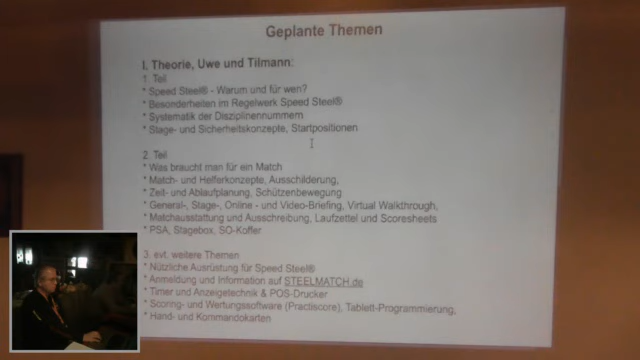 Geplante Themen
I. Theorie, Uwe und Tilmann:
1. Teil
* Speed Steel® - Warum und für wen?
* Besonderheiten im Regelwerk Speed Steel®
* Systematik der Disziplinennummern
* Stage- und Sicherheitskonzepte, Startpositionen
2. Teil
* Was braucht man für ein Match
* Match- und Helferkonzepte, Ausschilderung,
* Zeit- und Ablaufplanung, Schützenbewegung
* General-, Stage-, Online - und Video-Briefing, Virtual Walkthrough,
* Matchausstattung und Ausschreibung, Laufzettel und Scoresheets
* PSA, Stagebox, SO-Koffer
3. evt. weitere Themen
* Nützliche Ausrüstung für Speed Steel®
* Anmeldung und Information auf STEELMATCH.de
* Timer und Anzeigetechnik & POS-Drucker
* Scoring- und Wertungssoftware (Practiscore), Tablett-Programmierung,
* Hand- und Kommandokarten